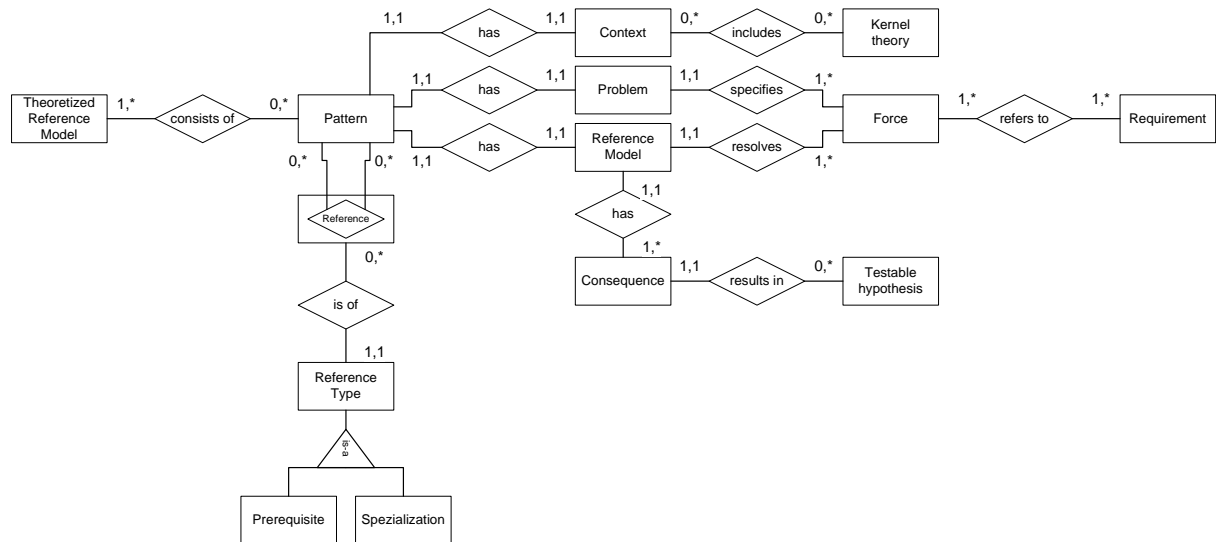 1,1
has
1,1
Context
0,*
includes
0,*
Kernel
theory
Theoretized
Reference
Model
1,*
consists of
0,*
Pattern
1,1
has
1,1
Problem
1,1
specifies
1,*
Force
1,*
refers to
1,*
Requirement
1,1
has
1,1
Reference
Model
1,1
resolves
1,*
0,*
0,*
Reference
0,*
1,1
has
1,*
Consequence
1,1
results in
0,*
Testable
hypothesis
is of
1,1
Reference
Type
is-a
Prerequisite
Spezialization